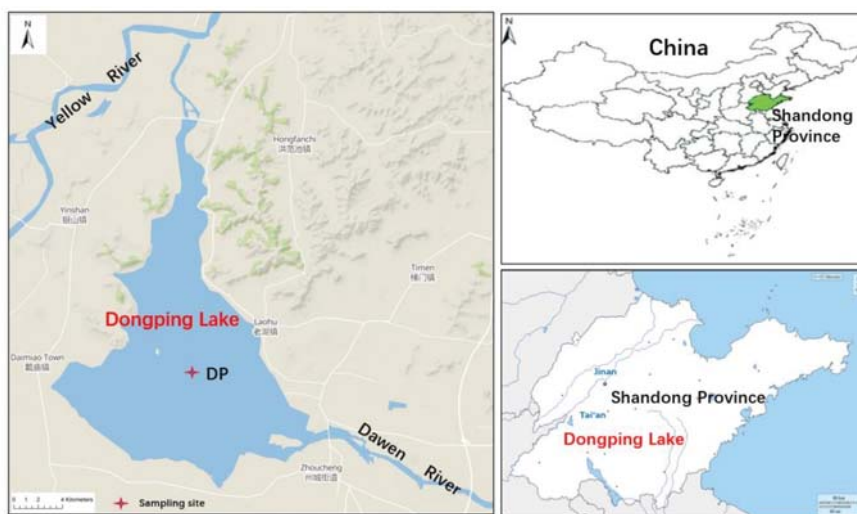 N
Yellow River
Hongfanchi
洪范池镇
Yinshan
银山镇
Timen
梯门镇
Dongping Lake
Laohu
老湖镇
Daimiao Town
戴庙镇
DP
Dawen River
Zhoucheng
州城街道
0 1 2 4 Kilometers
Sampling site
N
China
Shandong
Province
N
Jinan
Shandong Province
Tai'an
Dongping Lake